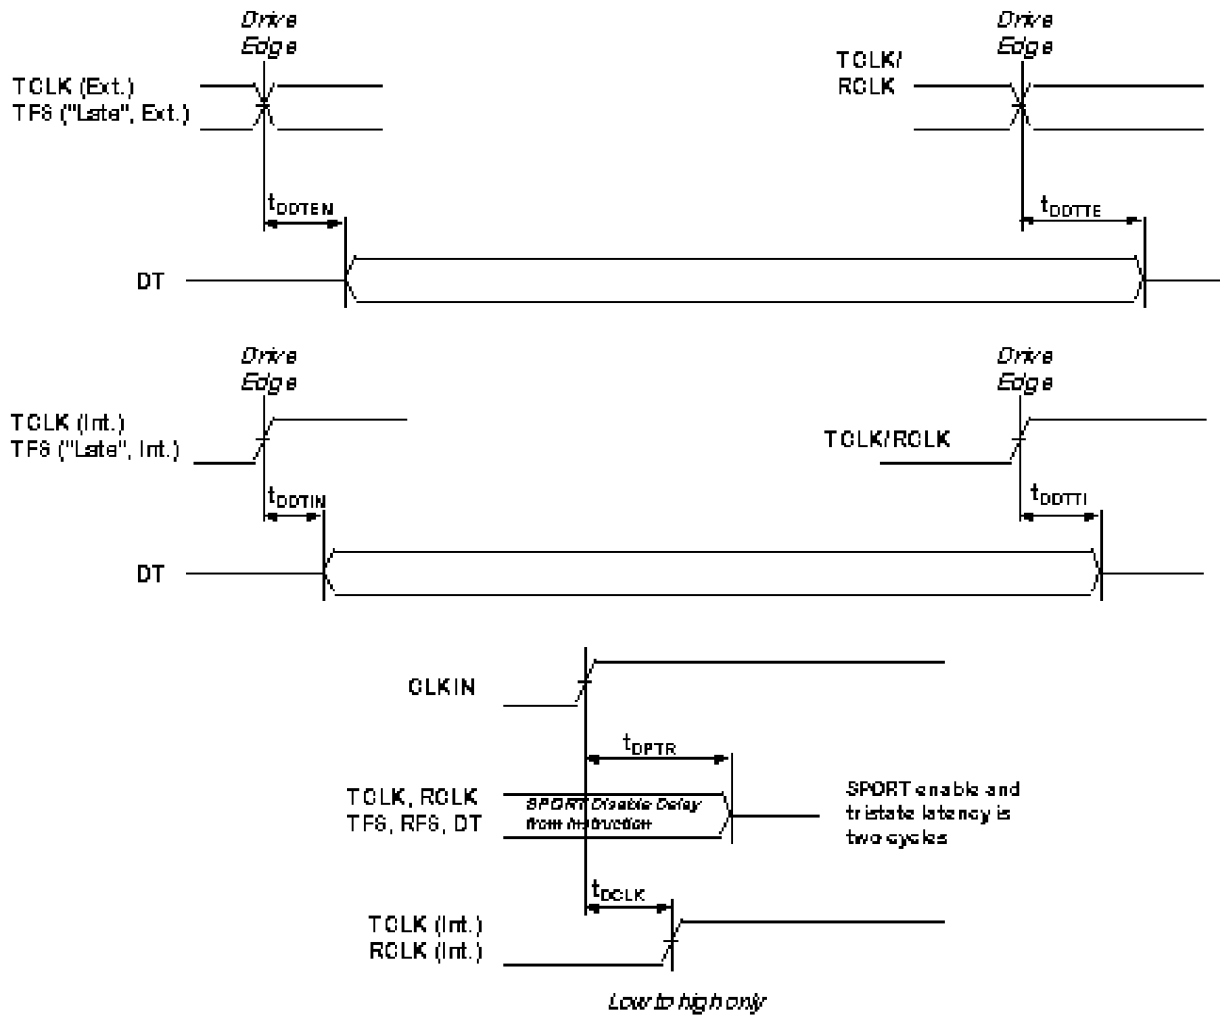 Drive
Edge
TCLK (Ext.)
TFS ("Late", Ext.)
Drive
Edge
TCLK/
RCLK
tDDTEN
tDDTTE
DT
Drive
Edge
TCLK (Int.)
TFS ("Late", Int.)
Drive
Edge
TCLK/RCLK
tDDTIN
tDDTTI
DT
CLKIN
tDPTR
TCLK, RCLK
TFS, RFS, DT
SPORT Disable Delay
from Instruction
SPORT enable and
tristate latency is
two cycles
tDCLK
TCLK (Int.)
RCLK (Int.)
Low to high only